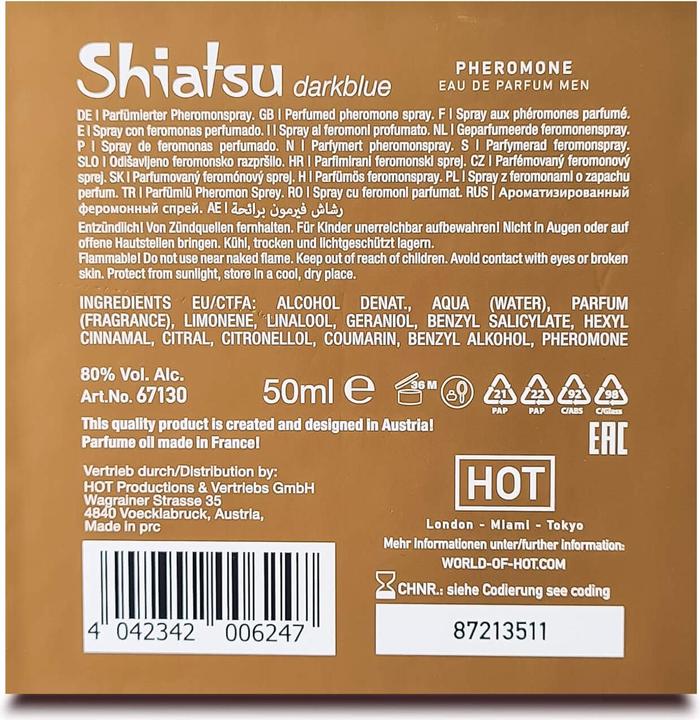 Shiatsu darkblue
PHEROMONE
EAU DE PARFUM MEN
DE | Parfümierter Pheromonspray. GB | Perfumed pheromone spray. F | Spray aux phéromones parfumé.
E | Spray con feromonas perfumado. I | Spray ai feromoni profumato. NL | Geparfumeerde feromonenspray.
P | Spray de feromonas perfumado. N | Parfymert pheromonspray. S | Parfymerad feromonspray.
SLO | Odišavljeno feromonsko razpršilo. HR | Parfimirani feromonski sprej. CZ | Parfémovaný feromonový
sprej. SK | Parfumovaný feromónový sprej. H | Parfümös feromonspray. PL | Spray z feromonami o zapachu
perfum. TR | Parfümlü Pheromon Sprey. RO | Spray cu feromoni parfumat. RUS | Ароматизированный
феромонный спрей. AE | رشاش فيرمون برائحة
Entzündlich! Von Zündquellen fernhalten. Für Kinder unerreichbar aufbewahren! Nicht in Augen oder auf
offene Hautstellen bringen. Kühl, trocken und lichtgeschützt lagern.
Flammable! Do not use near naked flame. Keep out of reach of children. Avoid contact with eyes or broken
skin. Protect from sunlight, store in a cool, dry place.
INGREDIENTS EU/CTFA: ALCOHOL DENAT., AQUA (WATER), PARFUM
(FRAGRANCE), LIMONENE, LINALOOL, GERANIOL, BENZYL SALICYLATE, HEXYL
CINNAMAL, CITRAL, CITRONELLOL, COUMARIN, BENZYL ALKOHOL, PHEROMONE
80% Vol. Alc.
Art.No. 67130
50ml e
36 M
21 22 92 98
PAP PAP C/ABS C/Glass
This quality product is created and designed in Austria!
Parfume oil made in France!
EAC
Vertrieb durch/Distribution by:
HOT Productions & Vertriebs GmbH
Wagrainer Strasse 35
4840 Voecklabruck, Austria,
Made in prc
HOT
London - Miami - Tokyo
Mehr Informationen unter/further information:
WORLD-OF-HOT.COM
CHNR.: siehe Codierung see coding
4 042342 006247
87213511